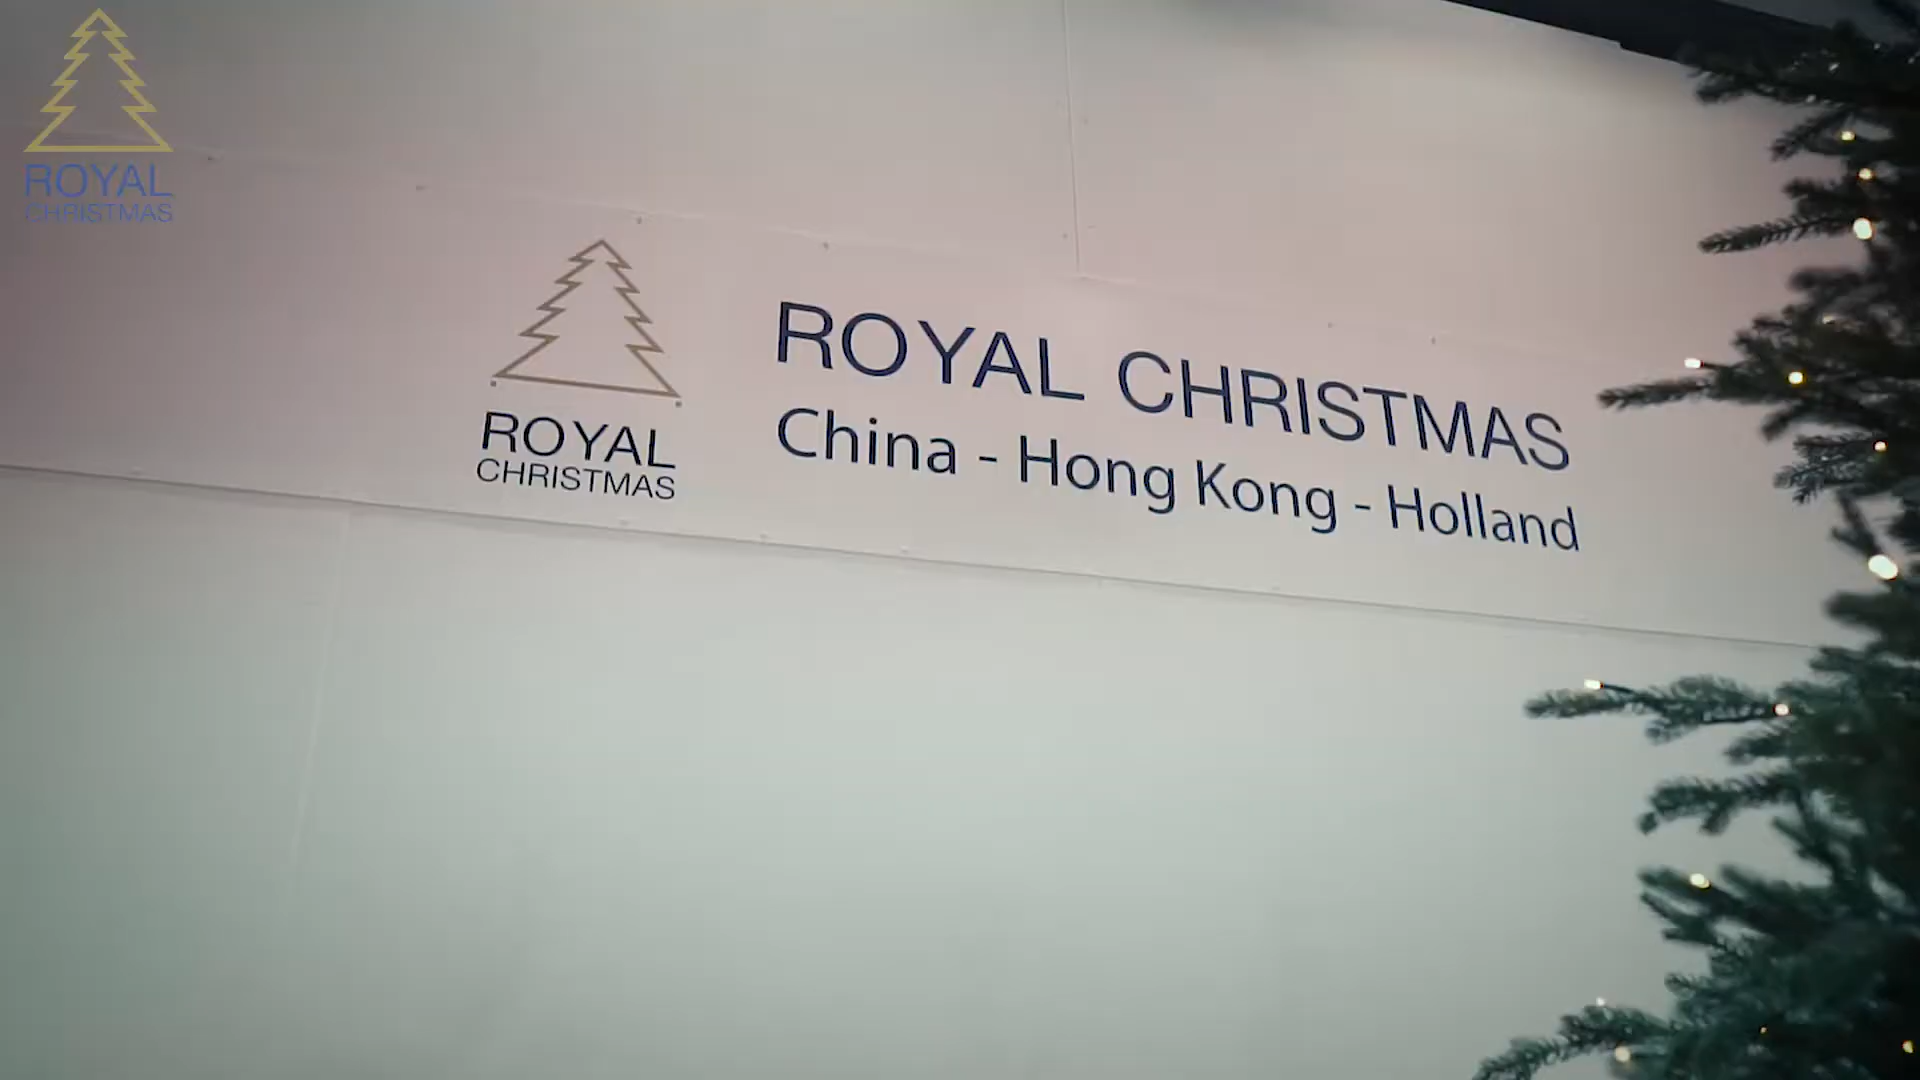 ROYAL
CHRISTMAS
ROYAL
CHRISTMAS
ROYAL CHRISTMAS
China - Hong Kong - Holland